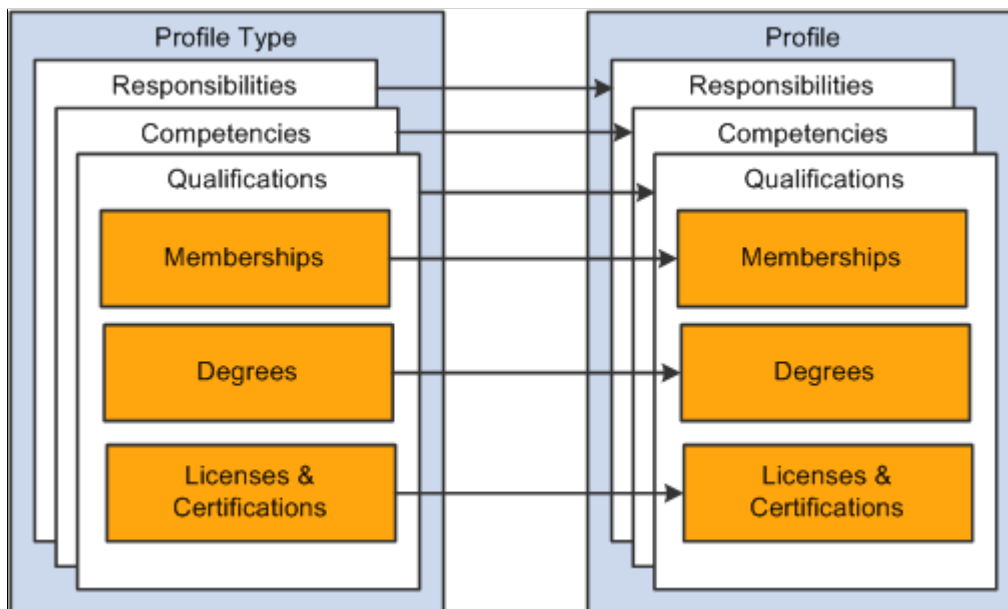 Profile Type
Responsibilities
Competencies
Qualifications
Memberships
Degrees
Licenses &
Certifications
Profile
Responsibilities
Competencies
Qualifications
Memberships
Degrees
Licenses &
Certifications